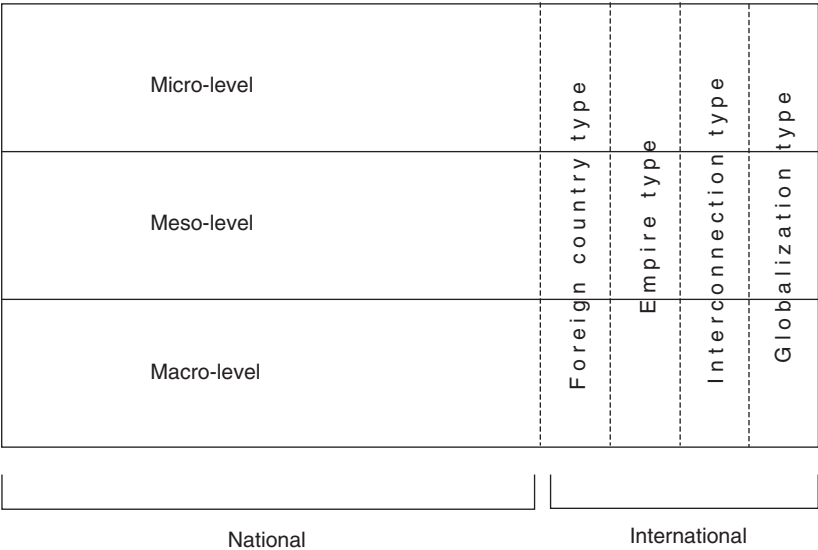 Micro-level
Meso-level
Macro-level
Foreign country type
Empire type
Interconnection type
Globalization type
National
International